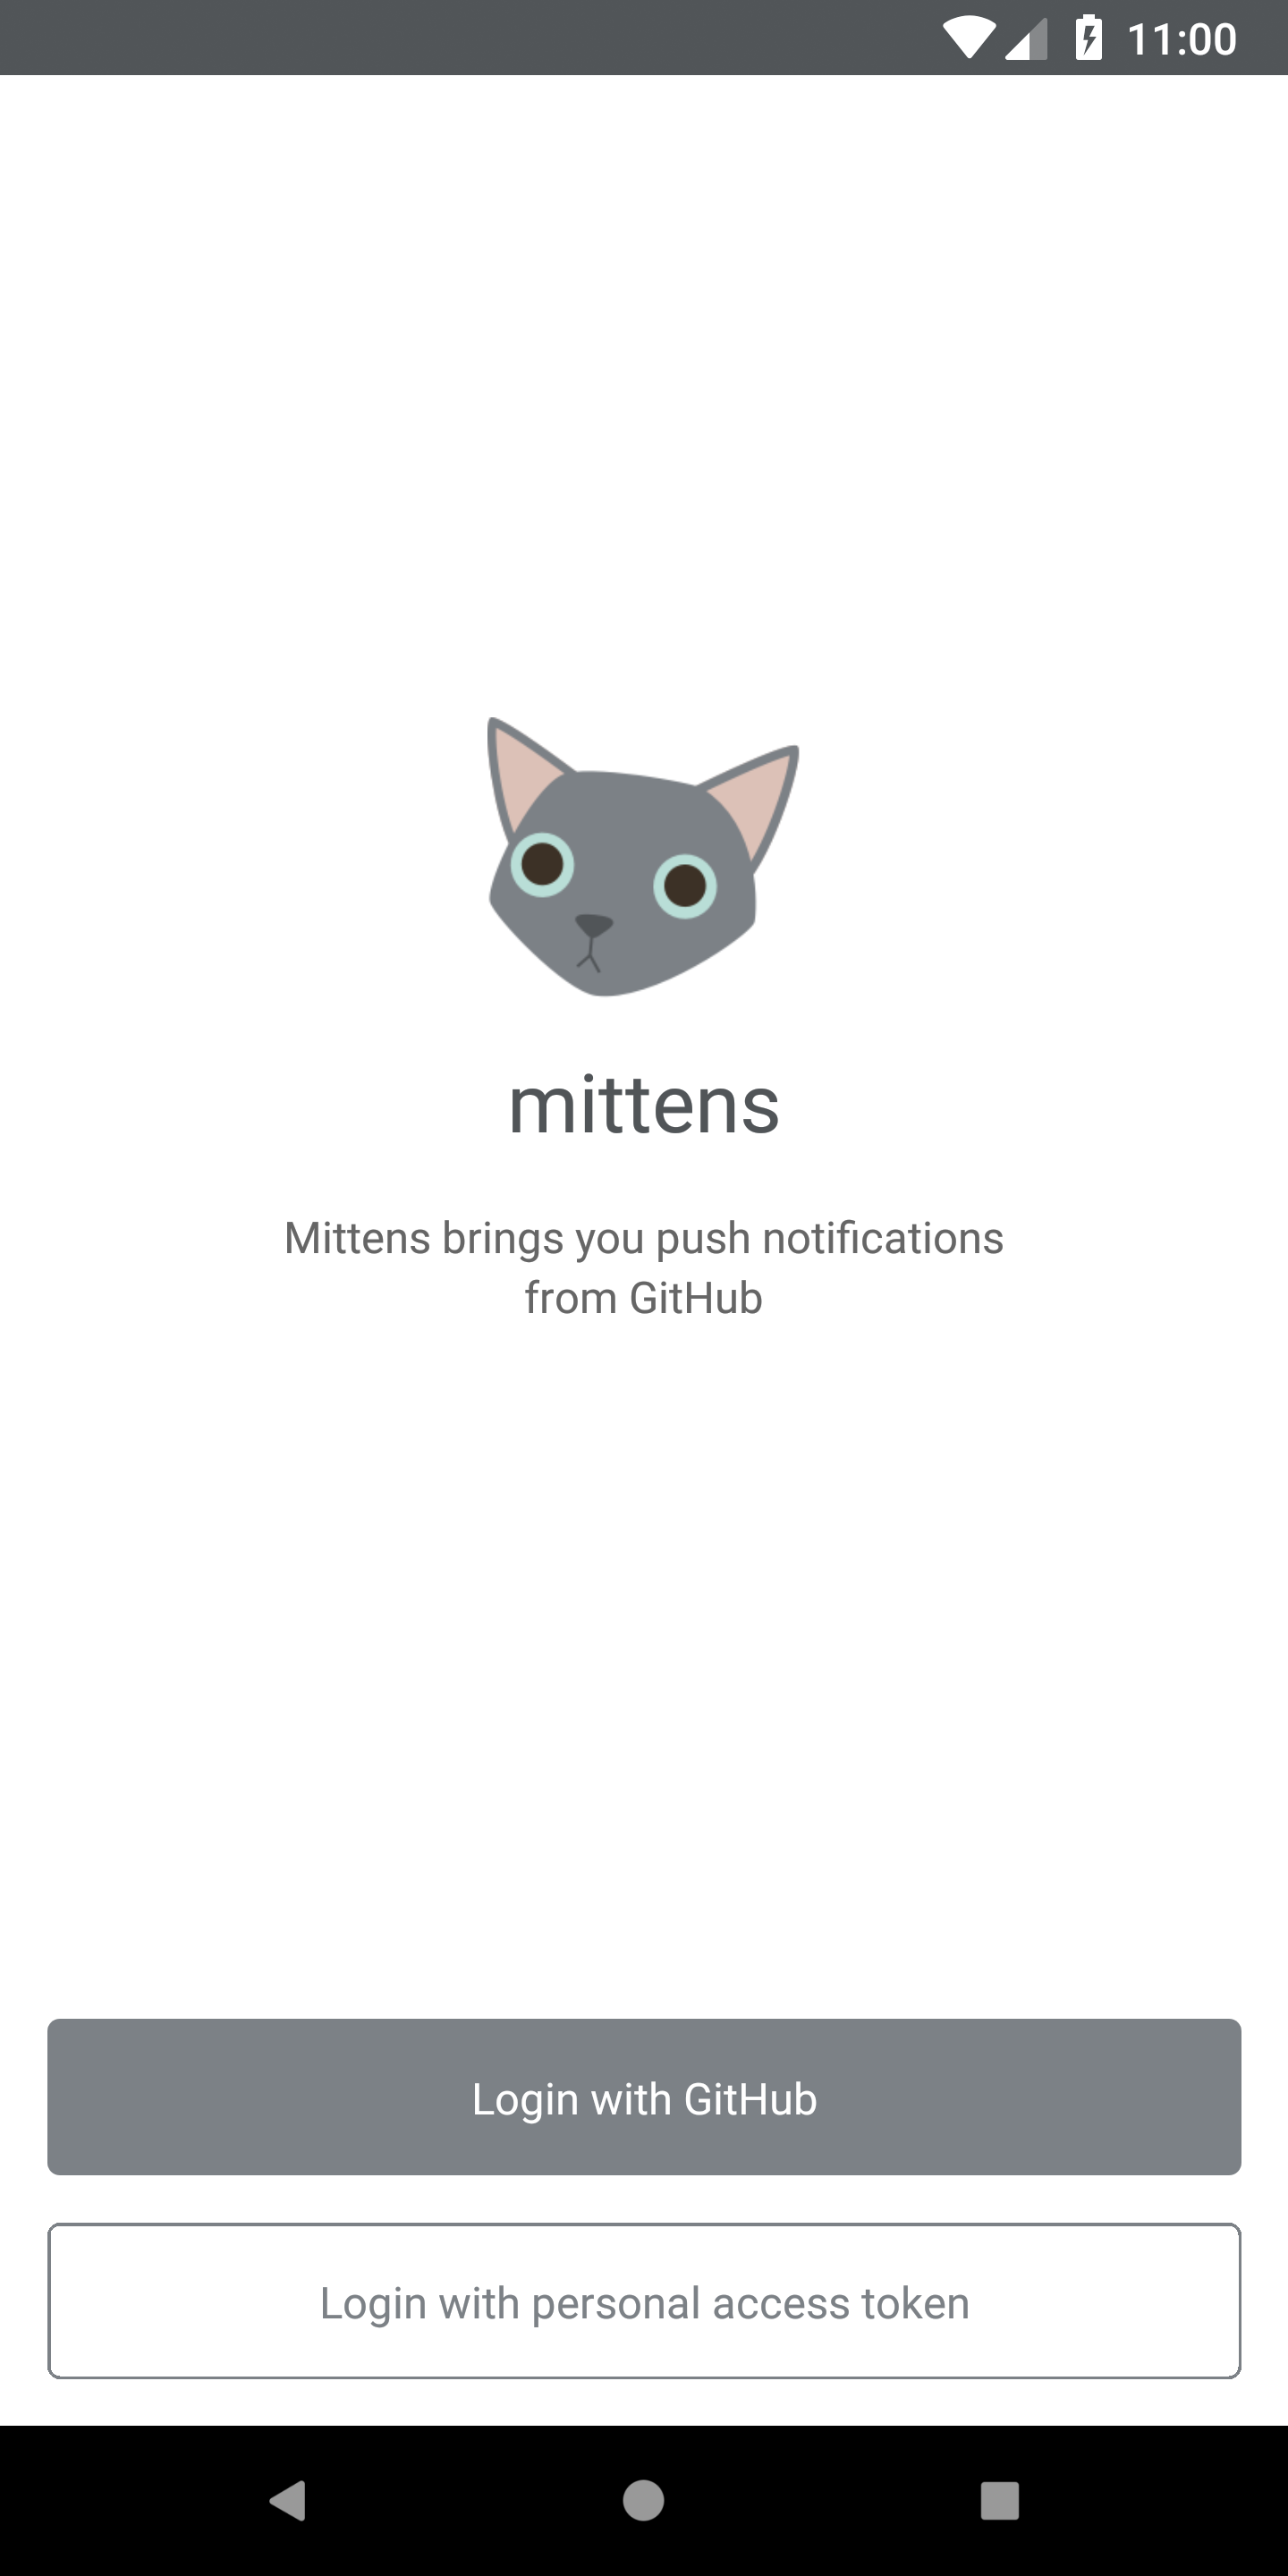 11:00
mittens
Mittens brings you push notifications
from GitHub
Login with GitHub
Login with personal access token